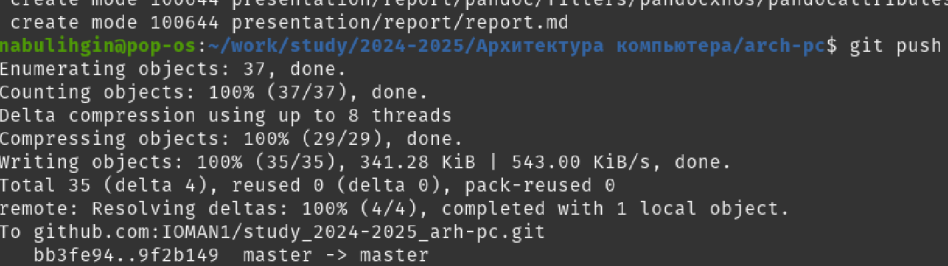 create mode 100644 presentation/report/pandoc/filters/pandocxnos/pandocattributes
create mode 100644 presentation/report/report.md
nabulihgin@pop-os:~/work/study/2024-2025/Архитектура компьютера/arch-pc$ git push
Enumerating objects: 37, done.
Counting objects: 100% (37/37), done.
Delta compression using up to 8 threads
Compressing objects: 100% (29/29), done.
Writing objects: 100% (35/35), 341.28 KiB | 543.00 KiB/s, done.
Total 35 (delta 4), reused 0 (delta 0), pack-reused 0
remote: Resolving deltas: 100% (4/4), completed with 1 local object.
To github.com:IOMAN1/study_2024-2025_arh-pc.git
bb3fe94..9f2b149  master -> master